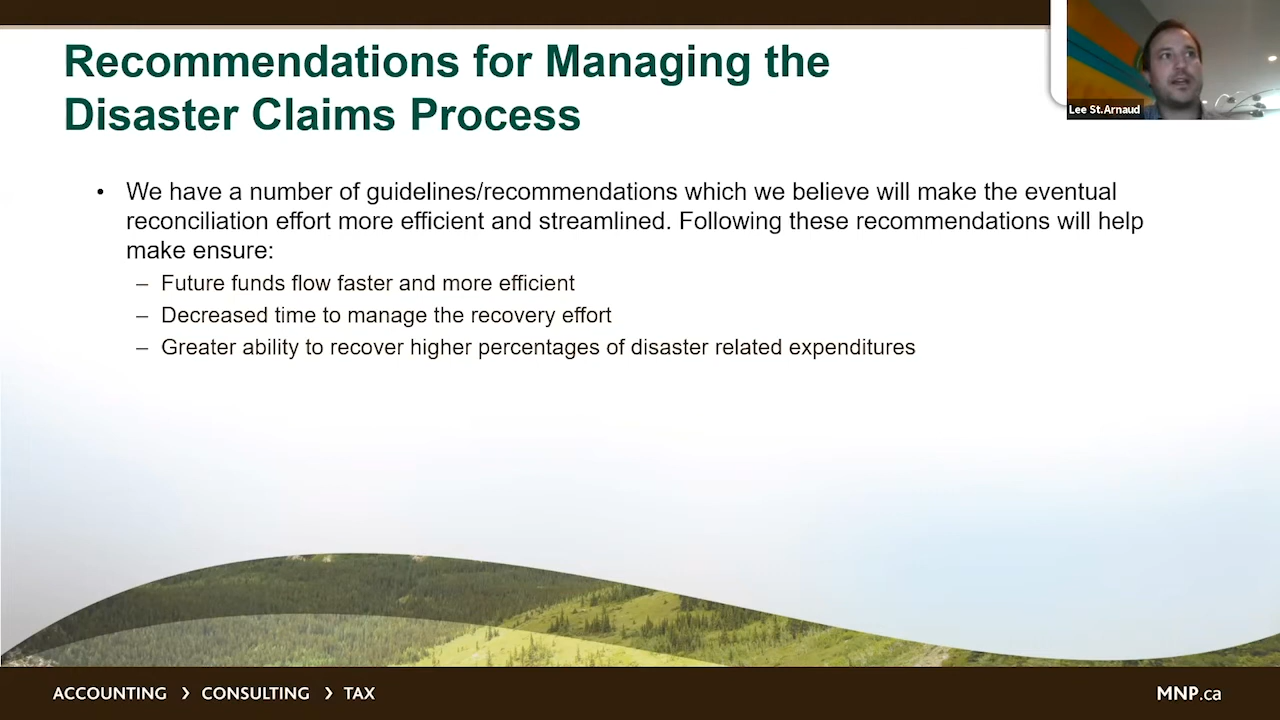 Recommendations for Managing the
Disaster Claims Process
Lee St.Arnaud
• We have a number of guidelines/recommendations which we believe will make the eventual
reconciliation effort more efficient and streamlined. Following these recommendations will help
make ensure:
– Future funds flow faster and more efficient
– Decreased time to manage the recovery effort
– Greater ability to recover higher percentages of disaster related expenditures
ACCOUNTING › CONSULTING › TAX
MNP.ca